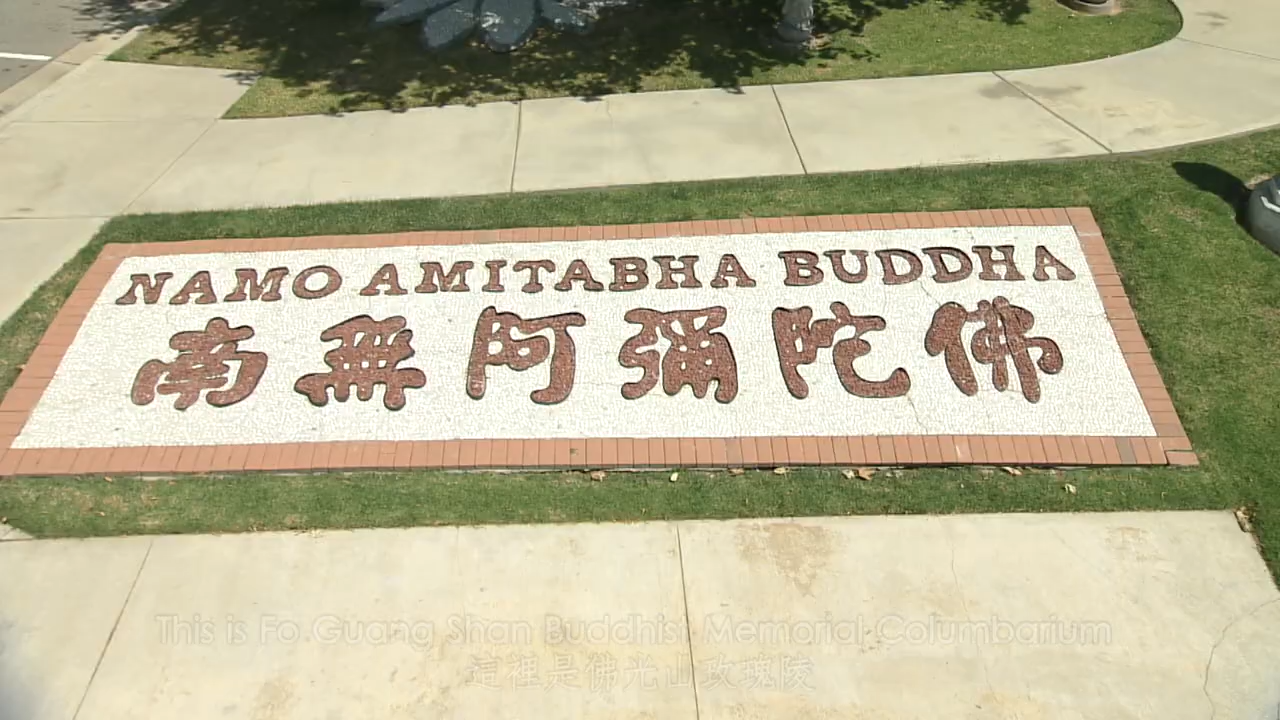 NAMO AMITABHA BUDDHA
南無阿彌陀佛
This is Fo Guang Shan Buddhist Memorial Columbarium
這裡是佛光山玫瑰陵